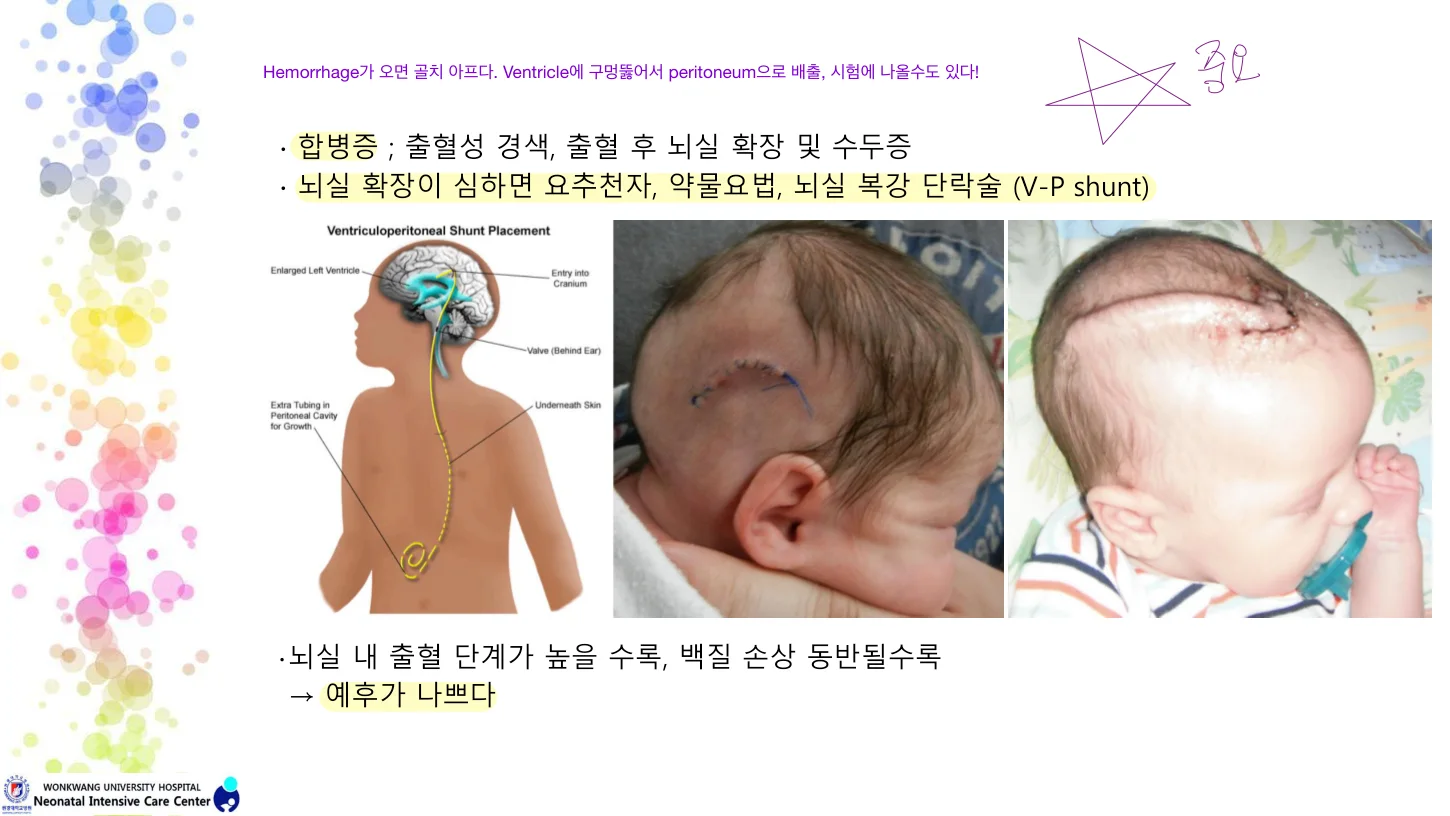 Hemorrhage가 오면 골치 아프다. Ventricle에 구멍뚫어서 peritoneum으로 배출, 시험에 나올수도 있다!
중요
· 합병증 ; 출혈성 경색, 출혈 후 뇌실 확장 및 수두증
· 뇌실 확장이 심하면 요추천자, 약물요법, 뇌실 복강 단락술 (V-P shunt)
Ventriculoperitoneal Shunt Placement
Enlarged Left Ventricle
Entry into
Cranium
Valve (Behind Ear)
Extra Tubing in
Peritoneal Cavity
for Growth
Underneath Skin
·뇌실 내 출혈 단계가 높을 수록, 백질 손상 동반될수록
→ 예후가 나쁘다
WONKWANG UNIVERSITY HOSPITAL
Neonatal Intensive Care Center